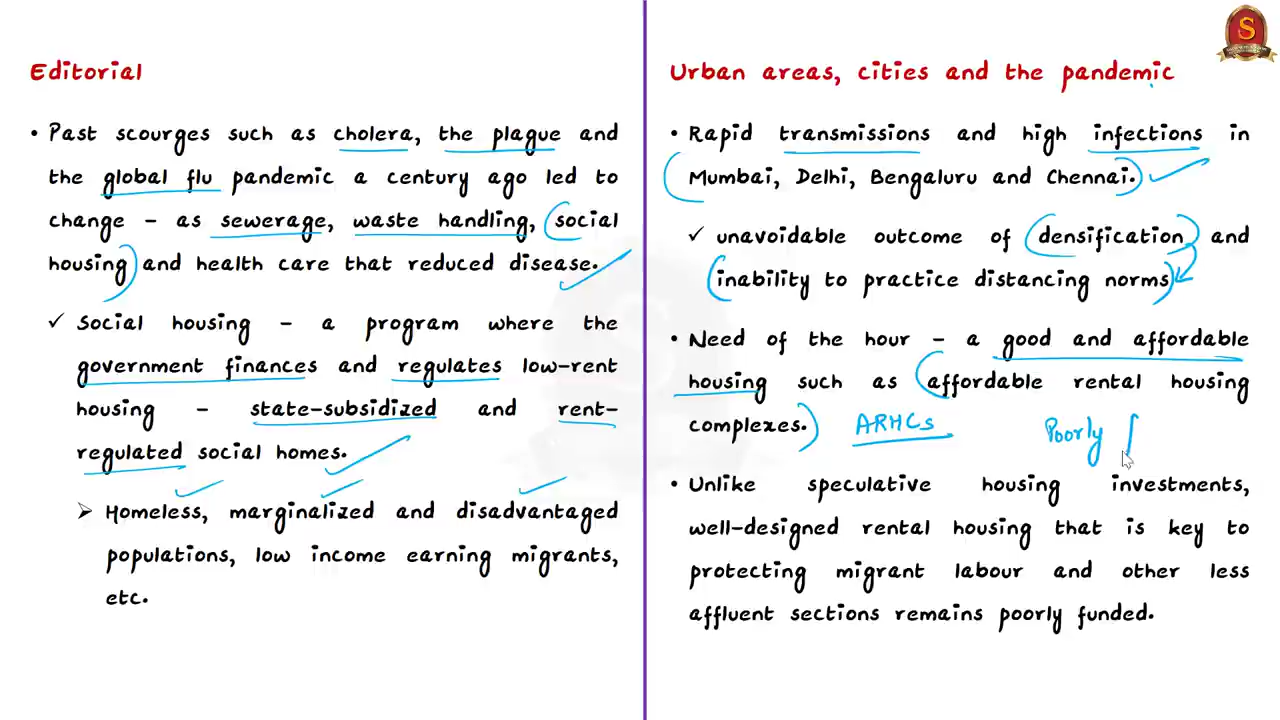 Editorial
• Past scourges such as cholera, the plague and
the global flu pandemic a century ago led to
change – as sewerage, waste handling, social
housing and health care that reduced disease.
✓ Social housing – a program where the
government finances and regulates low-rent
housing – state-subsidized and rent-
regulated social homes.
➢ Homeless, marginalized and disadvantaged
populations, low income earning migrants,
etc.
S
Urban areas, cities and the pandemic
• Rapid transmissions and high infections in
Mumbai, Delhi, Bengaluru and Chennai.
✓ unavoidable outcome of densification and
inability to practice distancing norms
• Need of the hour – a good and affordable
housing such as affordable rental housing
complexes. ARHCs Poorly
• Unlike speculative housing investments,
well-designed rental housing that is key to
protecting migrant labour and other less
affluent sections remains poorly funded.